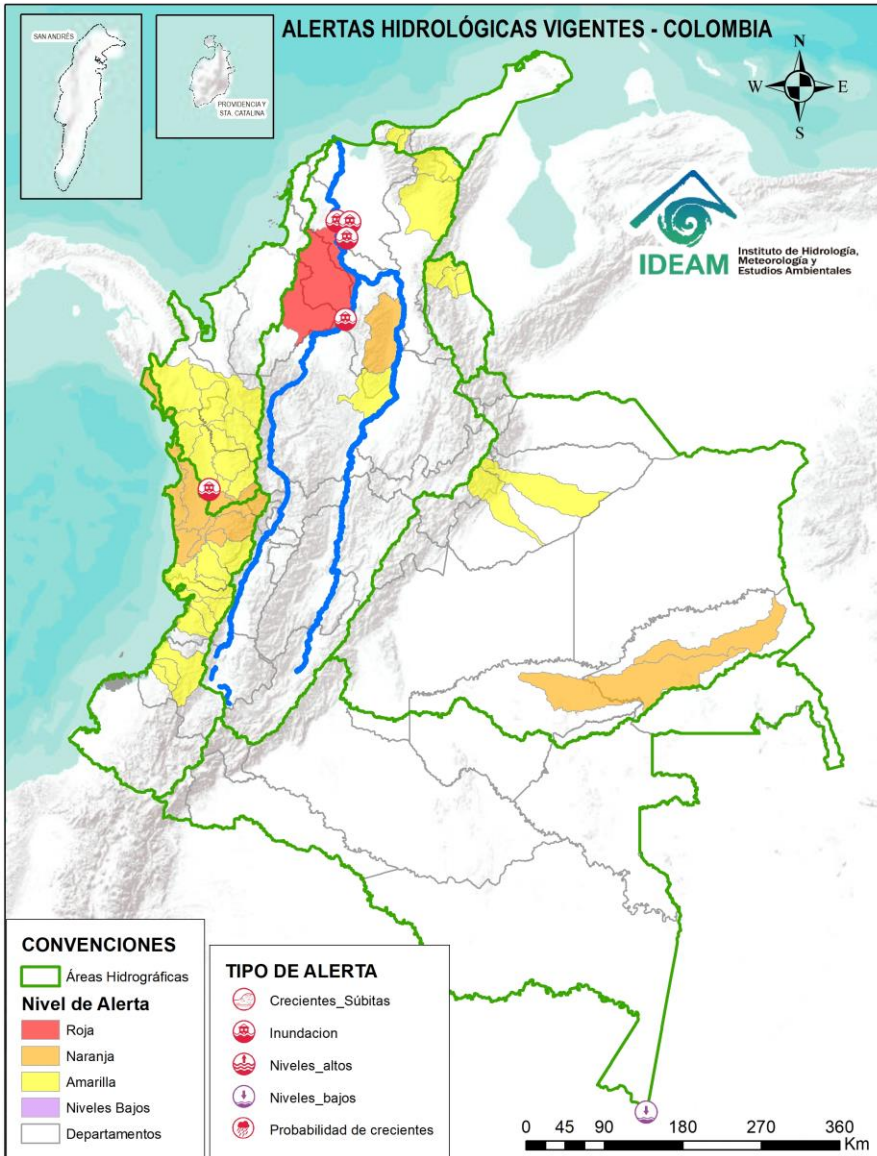 ALERTAS HIDROLÓGICAS VIGENTES - COLOMBIA
SAN ANDRÉS
PROVIDENCIA Y
STA. CATALINA
N
W
E
S
IDEAM
Instituto de Hidrología,
Meteorología y
Estudios Ambientales
CONVENCIONES
Áreas Hidrográficas
Nivel de Alerta
Roja
Naranja
Amarilla
Niveles Bajos
Departamentos
TIPO DE ALERTA
Crecientes_Súbitas
Inundacion
Niveles_altos
Niveles_bajos
Probabilidad de crecientes
0 45 90 180 270 360
Km